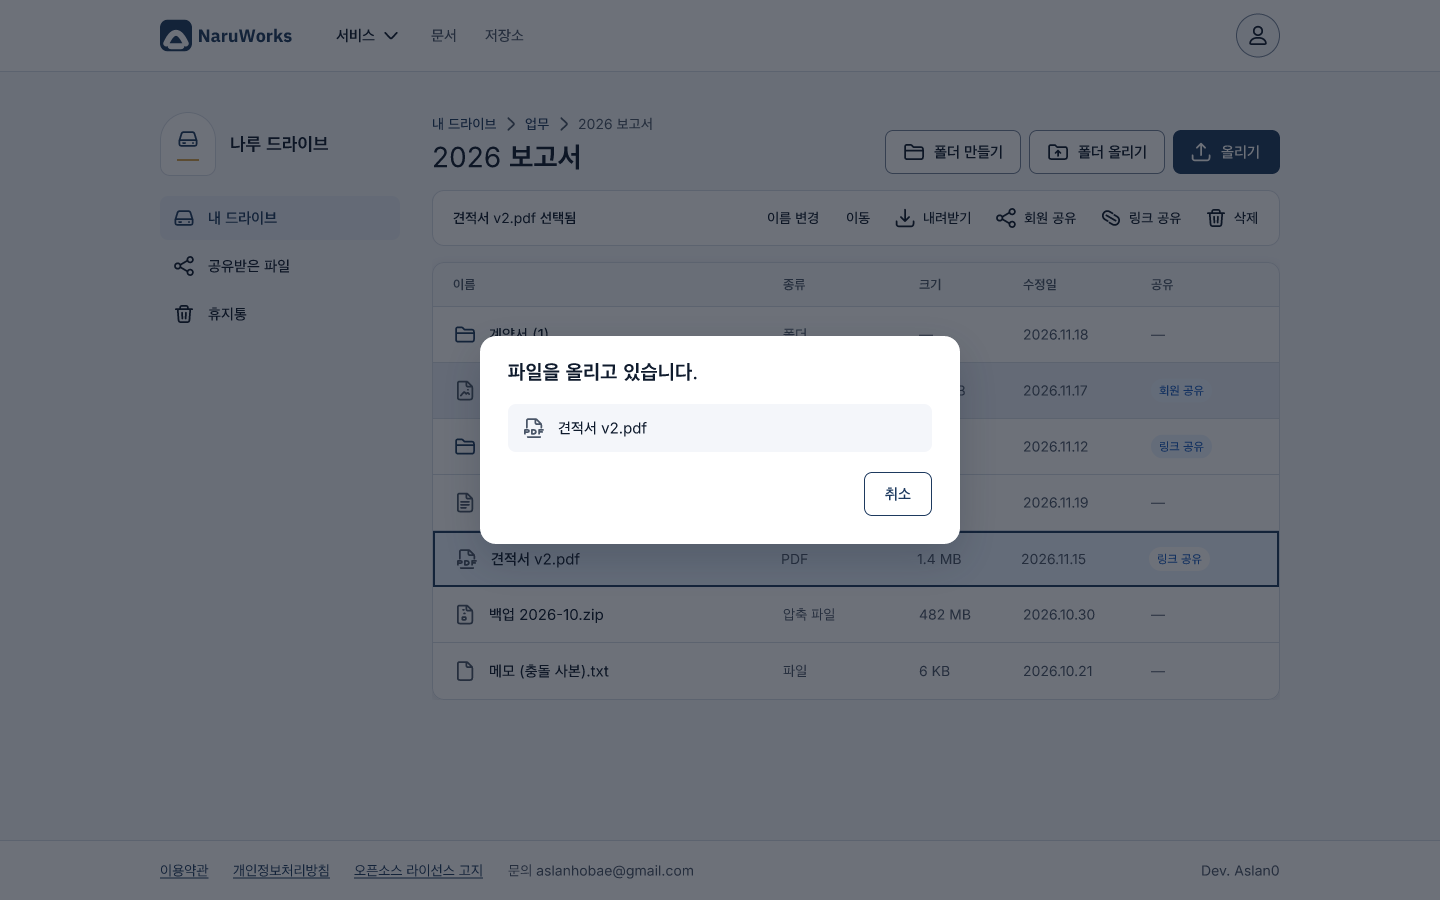 NaruWorks
서비스
문서
저장소
나루 드라이브
내 드라이브
공유받은 파일
휴지통
내 드라이브 > 업무 > 2026 보고서
2026 보고서
폴더 만들기
폴더 올리기
올리기
견적서 v2.pdf 선택됨
이름 변경
이동
내려받기
회원 공유
링크 공유
삭제
이름 종류 크기 수정일 공유
계약서 (1) 폴더 — 2026.11.18 —
2026.11.17 회원 공유
2026.11.12 링크 공유
2026.11.19 —
PDF 견적서 v2.pdf PDF 1.4 MB 2026.11.15 링크 공유
백업 2026-10.zip 압축 파일 482 MB 2026.10.30 —
메모 (충돌 사본).txt 파일 6 KB 2026.10.21 —
파일을 올리고 있습니다.
PDF 견적서 v2.pdf
취소
이용약관
개인정보처리방침
오픈소스 라이선스 고지
문의 aslanhobae@gmail.com
Dev. Aslan0